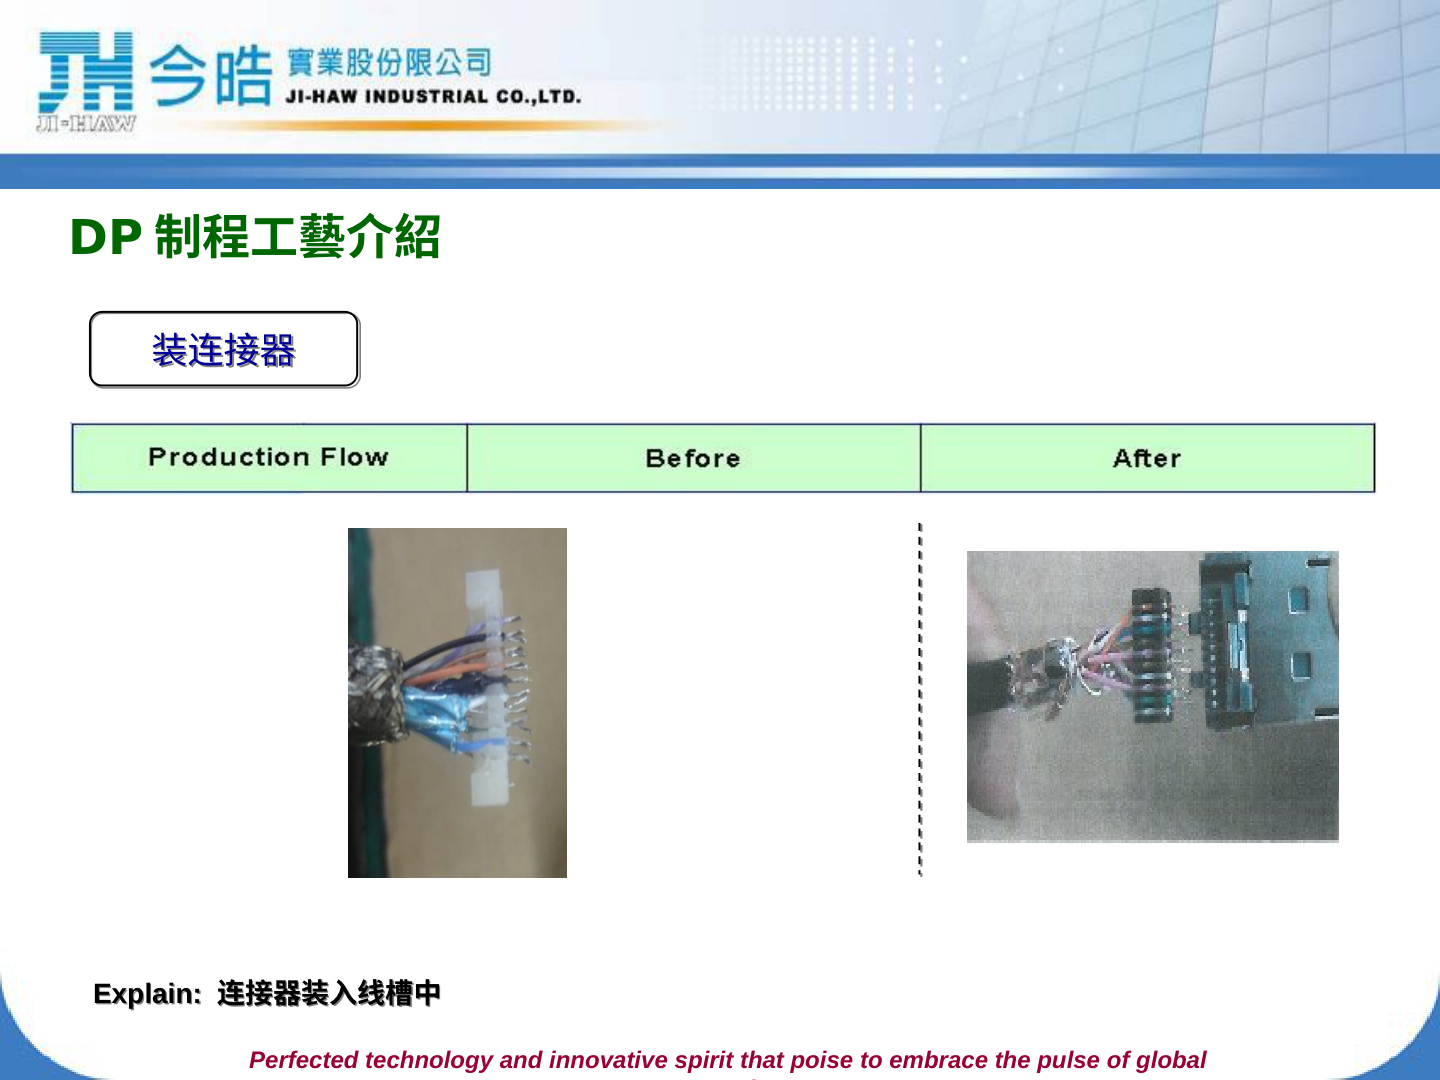 JH 今皓 實業股份限公司
JI-HAW INDUSTRIAL CO.,LTD.
JI-HAW
DP 制程工藝介紹
装连接器
Production Flow Before After
Explain: 连接器装入线槽中
Perfected technology and innovative spirit that poise to embrace the pulse of global